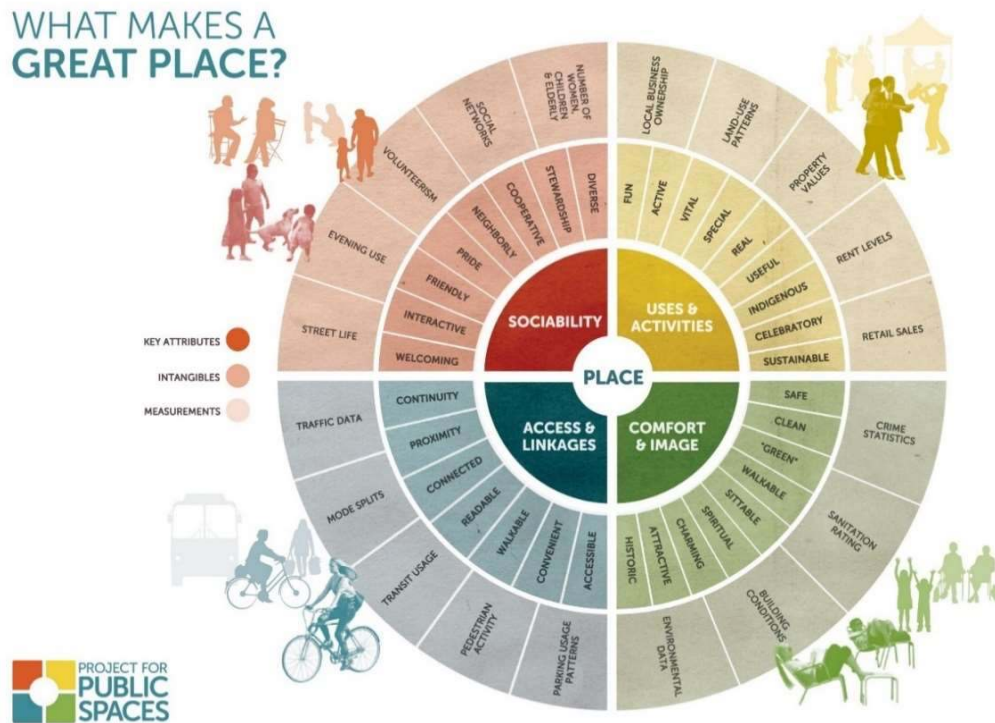 WHAT MAKES A
GREAT PLACE?
NUMBER OF
WOMEN,
CHILDREN
& ELDERLY
SOCIAL
NETWORKS
VOLUNTEERISM
EVENING USE
STREET LIFE
LOCAL BUSINESS
OWNERSHIP
LAND-USE
PATTERNS
PROPERTY
VALUES
RENT LEVELS
RETAIL SALES
DIVERSE
STEWARDSHIP
COOPERATIVE
NEIGHBORLY
PRIDE
FRIENDLY
INTERACTIVE
WELCOMING
FUN
ACTIVE
VITAL
SPECIAL
REAL
USEFUL
INDIGENOUS
CELEBRATORY
SUSTAINABLE
SOCIABILITY
USES &
ACTIVITIES
PLACE
ACCESS &
LINKAGES
COMFORT
& IMAGE
KEY ATTRIBUTES
INTANGIBLES
MEASUREMENTS
CONTINUITY
PROXIMITY
CONNECTED
READABLE
WALKABLE
CONVENIENT
ACCESSIBLE
SAFE
CLEAN
"GREEN"
WALKABLE
SITTABLE
SPIRITUAL
CHARMING
ATTRACTIVE
HISTORIC
TRAFFIC DATA
MODE SPLITS
TRANSIT USAGE
PEDESTRIAN
ACTIVITY
PARKING USAGE
PATTERNS
CRIME
STATISTICS
SANITATION
RATING
BUILDING
CONDITIONS
ENVIRONMENTAL
DATA
PROJECT FOR
PUBLIC
SPACES